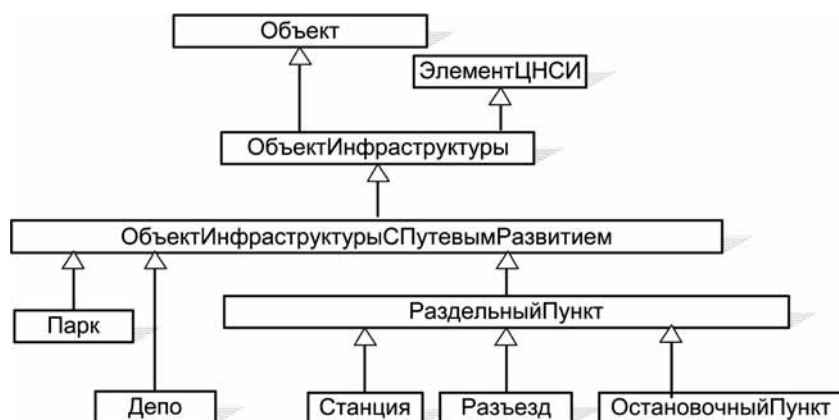 Объект
ЭлементЦНСИ
ОбъектИнфраструктуры
ОбъектИнфраструктурыСПутевымРазвитием
РаздельныйПункт
Парк
Депо
Станция
Разъезд
ОстановочныйПункт